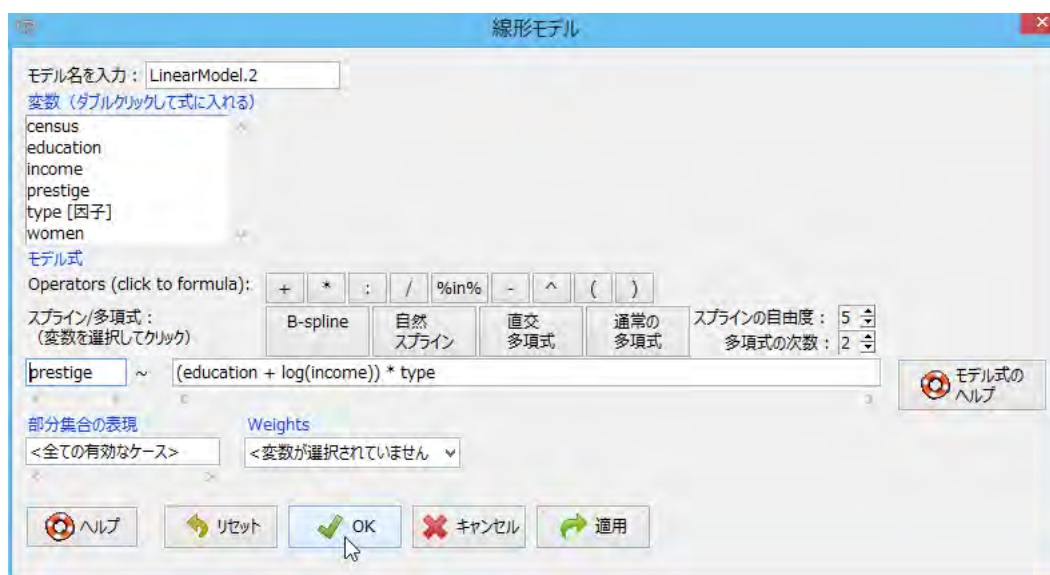 線形モデル
モデル名を入力： LinearModel.2
変数（ダブルクリックして式に入れる）
census
education
income
prestige
type [因子]
women
モデル式
Operators (click to formula): + * : / %in% - ^ ( )
スプライン/多項式：
（変数を選択してクリック）
B-spline
自然
スプライン
直交
多項式
通常の
多項式
スプラインの自由度： 5
多項式の次数： 2
prestige ~ (education + log(income)) * type
モデル式の
ヘルプ
部分集合の表現
Weights
<全ての有効なケース>
<変数が選択されていません
ヘルプ
リセット
OK
キャンセル
適用